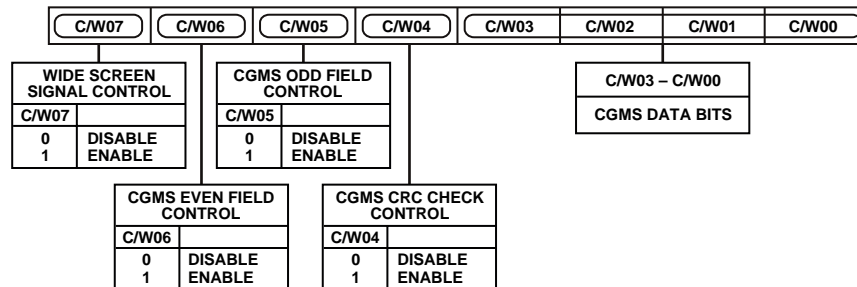 C/W07 C/W06 C/W05 C/W04 C/W03 C/W02 C/W01 C/W00
WIDE SCREEN
SIGNAL CONTROL
C/W07
0 DISABLE
1 ENABLE
CGMS ODD FIELD
CONTROL
C/W05
0 DISABLE
1 ENABLE
C/W03 – C/W00
CGMS DATA BITS
CGMS EVEN FIELD
CONTROL
C/W06
0 DISABLE
1 ENABLE
CGMS CRC CHECK
CONTROL
C/W04
0 DISABLE
1 ENABLE